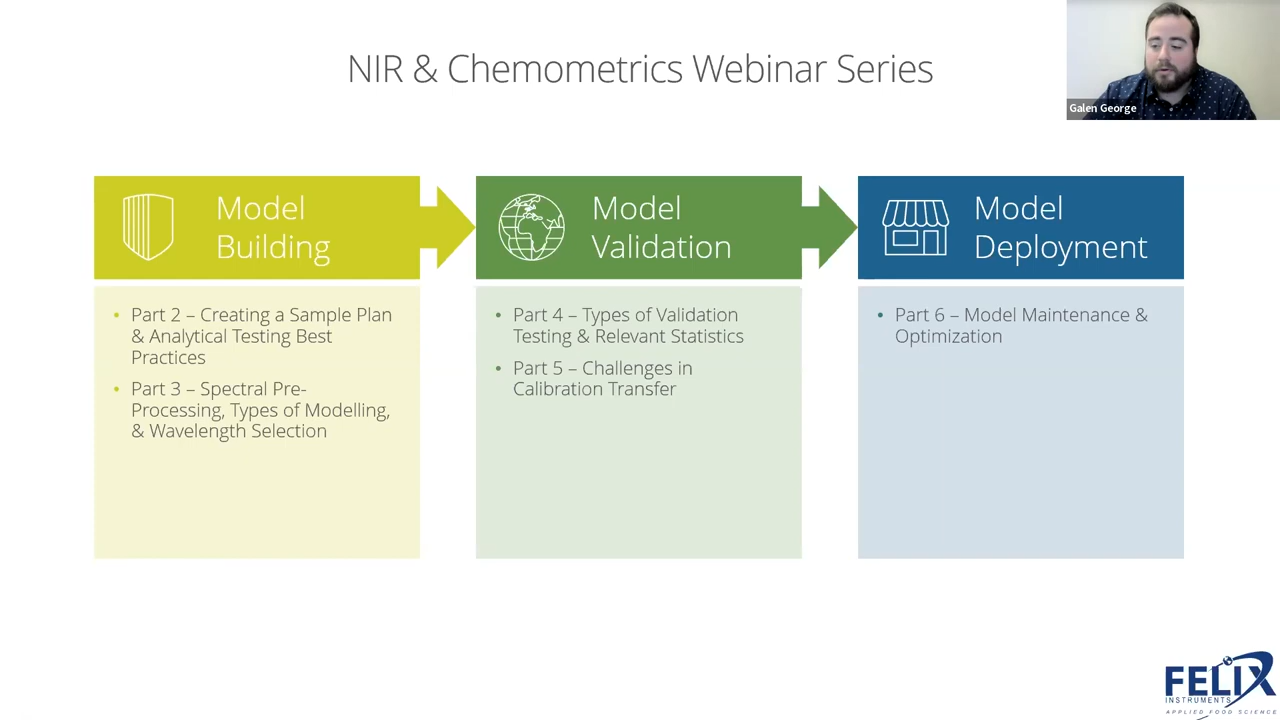 NIR & Chemometrics Webinar Series
Galen George
Model
Building
Model
Validation
Model
Deployment
• Part 2 – Creating a Sample Plan
& Analytical Testing Best
Practices
• Part 3 – Spectral Pre-
Processing, Types of Modelling,
& Wavelength Selection
• Part 4 – Types of Validation
Testing & Relevant Statistics
• Part 5 – Challenges in
Calibration Transfer
• Part 6 – Model Maintenance &
Optimization
FELIX
INSTRUMENTS
APPLIED FOOD SCIENCE